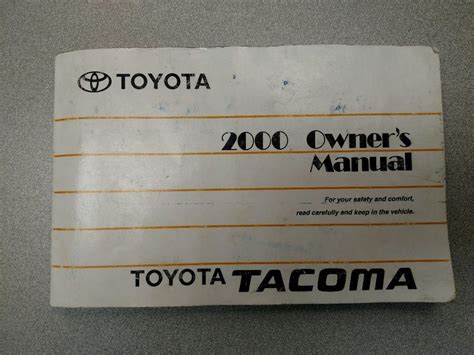 TOYOTA
2000 Owner's
Manual
For your safety and comfort,
read carefully and keep in the vehicle.
TOYOTA TACOMA